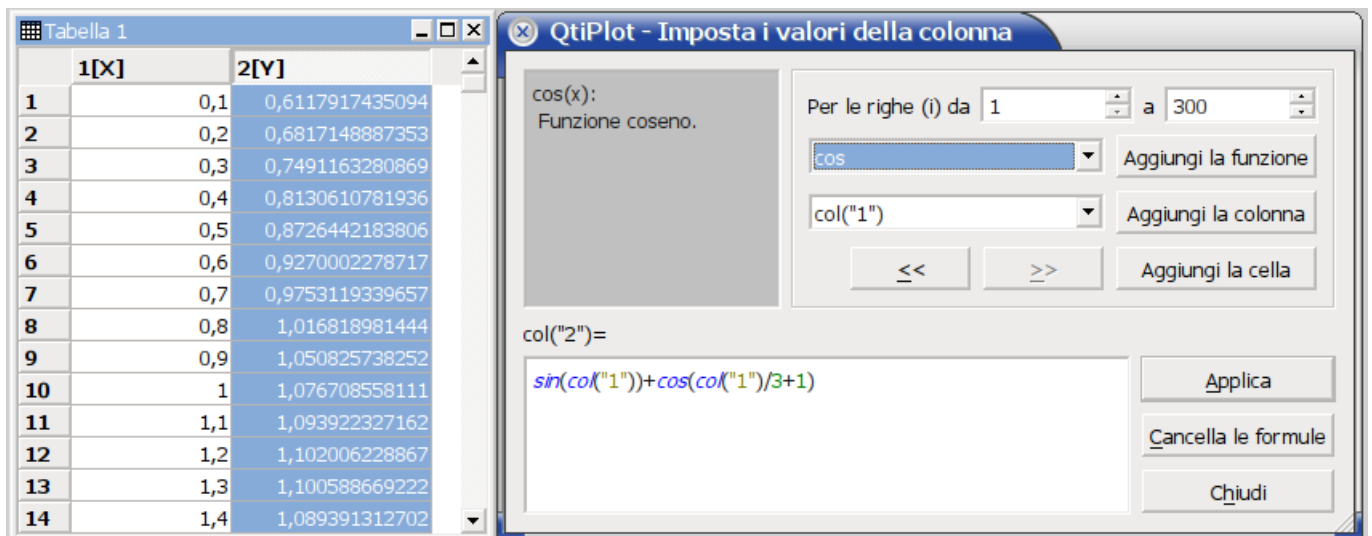 Tabella 1
1[X] 2[Y]
1 0,1 0,6117917435094
2 0,2 0,6817148887353
3 0,3 0,7491163280869
4 0,4 0,8130610781936
5 0,5 0,8726442183806
6 0,6 0,9270002278717
7 0,7 0,9753119339657
8 0,8 1,016818981444
9 0,9 1,050825738252
10 1 1,076708558111
11 1,1 1,093922327162
12 1,2 1,102006228867
13 1,3 1,100588669222
14 1,4 1,089391312702
QtiPlot - Imposta i valori della colonna
cos(x):
Funzione coseno.
Per le righe (i) da 1 a 300
cos Aggiungi la funzione
col("1") Aggiungi la colonna
<< >> Aggiungi la cella
col("2")=
sin(col("1"))+cos(col("1")/3+1)
Applica
Cancella le formule
Chiudi